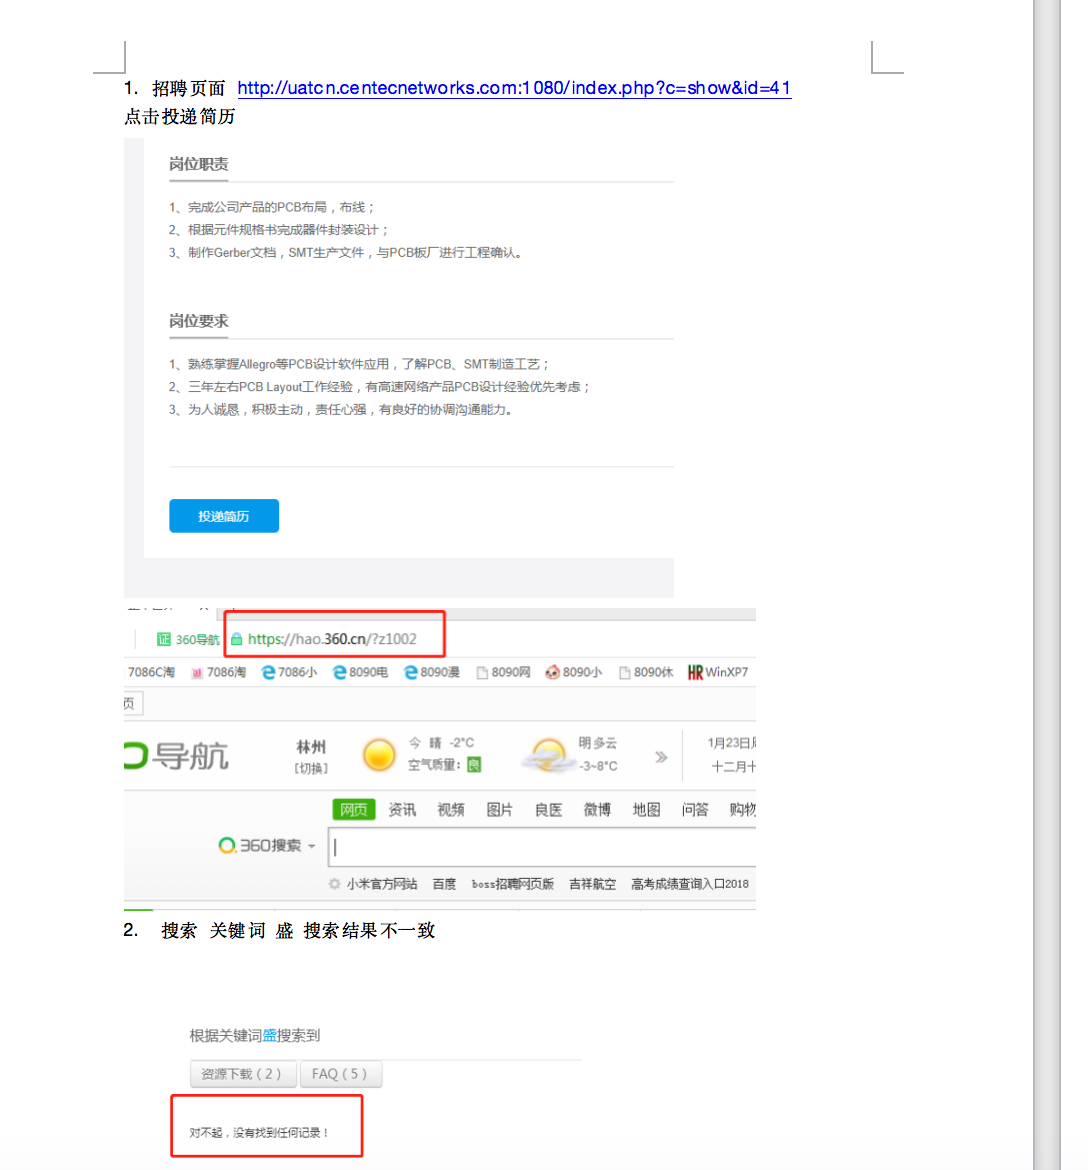 1. 招聘页面 http://uatcn.centecnetworks.com:1080/index.php?c=show&id=41
点击投递简历
岗位职责
1、完成公司产品的PCB布局，布线；
2、根据元件规格书完成器件封装设计；
3、制作Gerber文档，SMT生产文件，与PCB板厂进行工程确认。
岗位要求
1、熟练掌握Allegro等PCB设计软件应用，了解PCB、SMT制造工艺；
2、三年左右PCB Layout工作经验，有高速网络产品PCB设计经验优先考虑；
3、为人诚恳，积极主动，责任心强，有良好的协调沟通能力。
投递简历
证 360导航 https://hao.360.cn/?z1002
7086C淘 7086淘 7086小 8090电 8090漫 8090网 8090小 8090休 HR WinXP7
页
导航 林州 今 晴 -2°C 明 多云 1月23日
[切换] 空气质量：良 -3~8°C 十二月十
网页 资讯 视频 图片 良医 微博 地图 问答 购物
360搜索
小米官方网站 百度 boss招聘网页版 吉祥航空 高考成绩查询入口2018
2. 搜索 关键词 盛 搜索结果不一致
根据关键词盛搜索到
资源下载（2） FAQ（5）
对不起，没有找到任何记录！